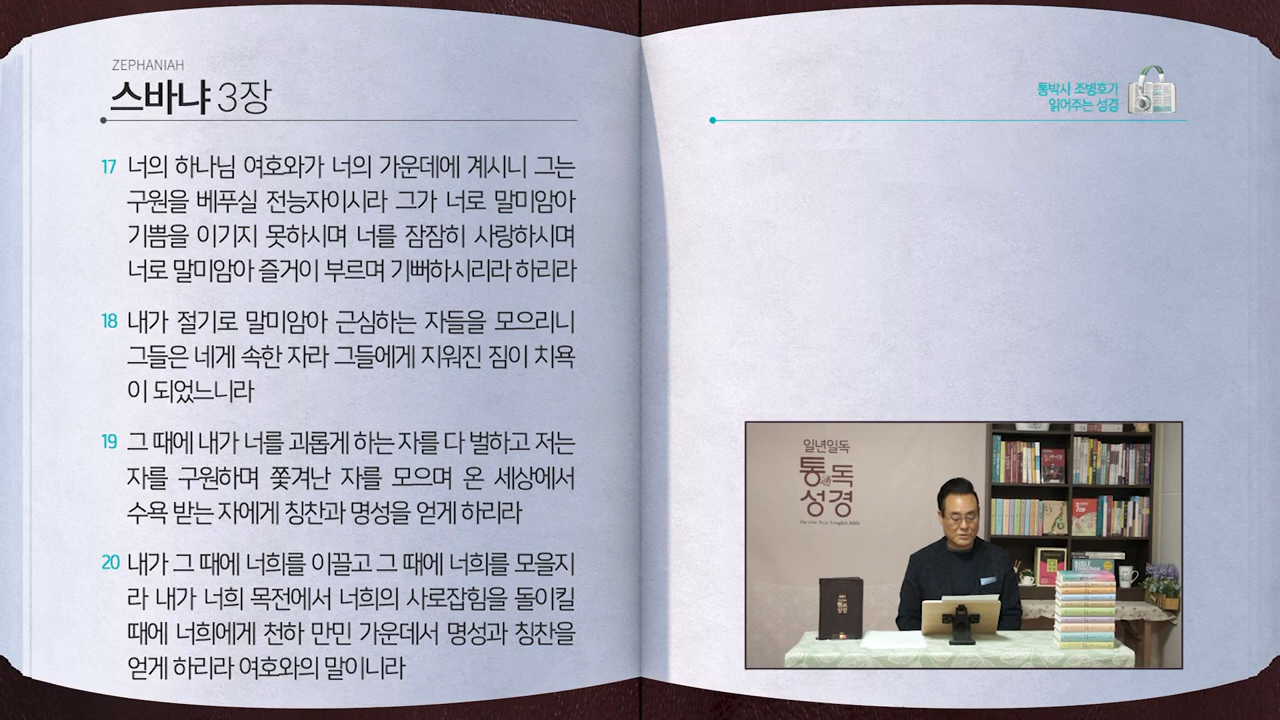 ZEPHANIAH
스바냐 3장
17 너의 하나님 여호와가 너의 가운데에 계시니 그는
구원을 베푸실 전능자이시라 그가 너로 말미암아
기쁨을 이기지 못하시며 너를 잠잠히 사랑하시며
너로 말미암아 즐거이 부르며 기뻐하시리라 하리라
18 내가 절기로 말미암아 근심하는 자들을 모으리니
그들은 네게 속한 자라 그들에게 지워진 짐이 치욕
이 되었느니라
19 그 때에 내가 너를 괴롭게 하는 자를 다 벌하고 저는
자를 구원하며 쫓겨난 자를 모으며 온 세상에서
수욕 받는 자에게 칭찬과 명성을 얻게 하리라
20 내가 그 때에 너희를 이끌고 그 때에 너희를 모을지
라 내가 너희 목전에서 너희의 사로잡힘을 돌이킬
때에 너희에게 천하 만민 가운데서 명성과 칭찬을
얻게 하리라 여호와의 말이니라
통박사 조병호가
읽어주는 성경
일년일독
통독
성경